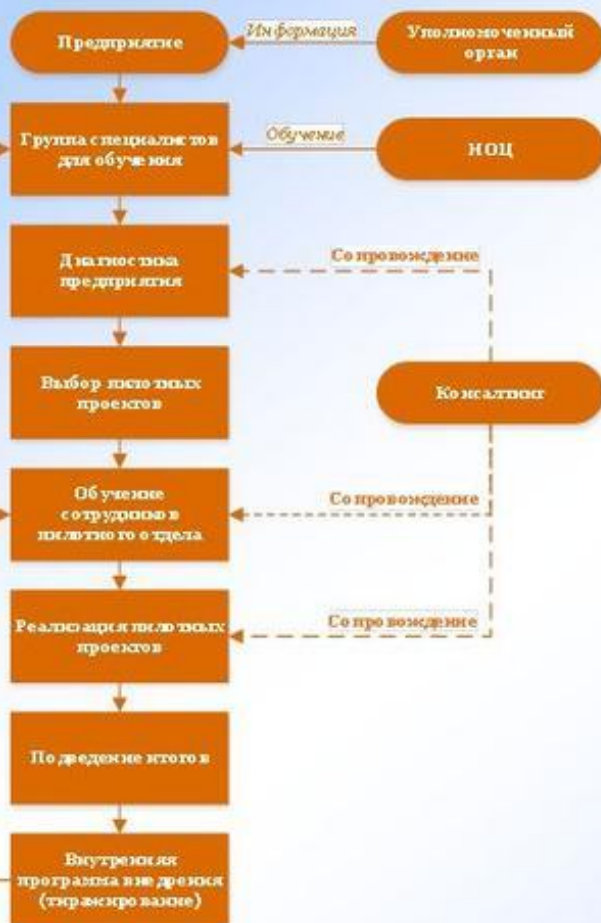 Предприятие
Информация
Уполномоченный
орган
Группа специалистов
для обучения
Обучение
НОЦ
Диагностика
предприятия
Сопровождение
Выбор пилотных
проектов
Консалтинг
Обучение
сотрудников
пилотного отдела
Сопровождение
Реализация пилотных
проектов
Сопровождение
Подведение итогов
Внутренняя
программа внедрения
(тиражирование)